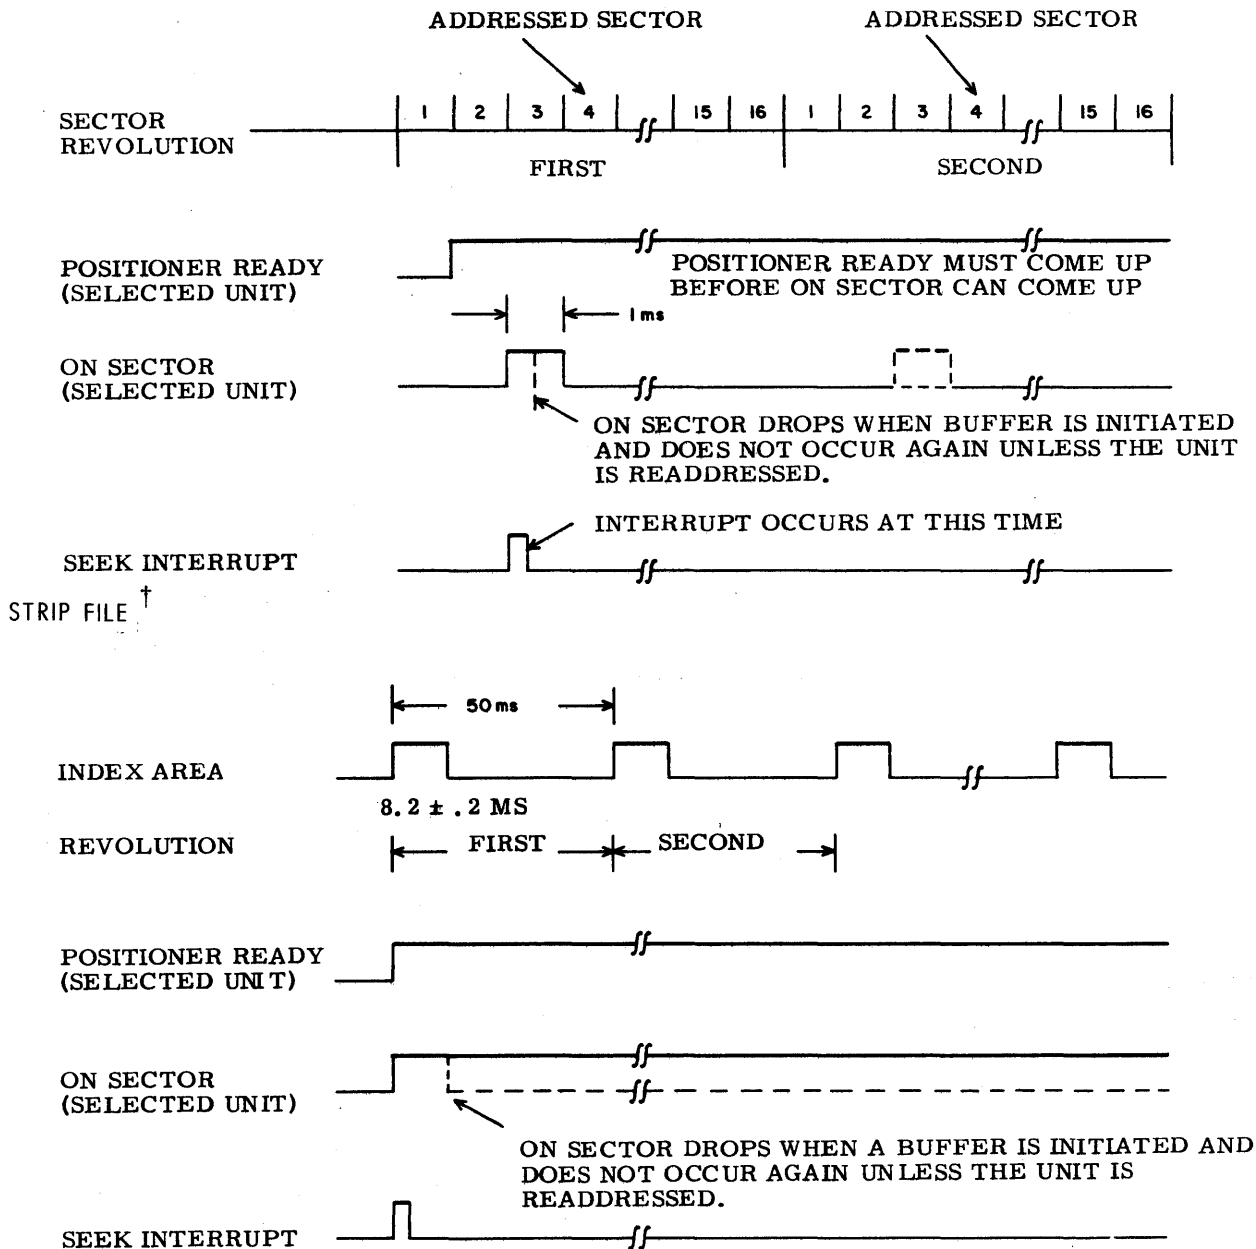 ADDRESSED SECTOR
ADDRESSED SECTOR
SECTOR
REVOLUTION
1 2 3 4 15 16 1 2 3 4 15 16
FIRST
SECOND
POSITIONER READY
(SELECTED UNIT)
POSITIONER READY MUST COME UP
BEFORE ON SECTOR CAN COME UP
1 ms
ON SECTOR
(SELECTED UNIT)
ON SECTOR DROPS WHEN BUFFER IS INITIATED
AND DOES NOT OCCUR AGAIN UNLESS THE UNIT
IS READDRESSED.
INTERRUPT OCCURS AT THIS TIME
SEEK INTERRUPT
STRIP FILE †
50 ms
INDEX AREA
8.2 ± .2 MS
REVOLUTION
FIRST
SECOND
POSITIONER READY
(SELECTED UNIT)
ON SECTOR
(SELECTED UNIT)
ON SECTOR DROPS WHEN A BUFFER IS INITIATED AND
DOES NOT OCCUR AGAIN UNLESS THE UNIT IS
READDRESSED.
SEEK INTERRUPT